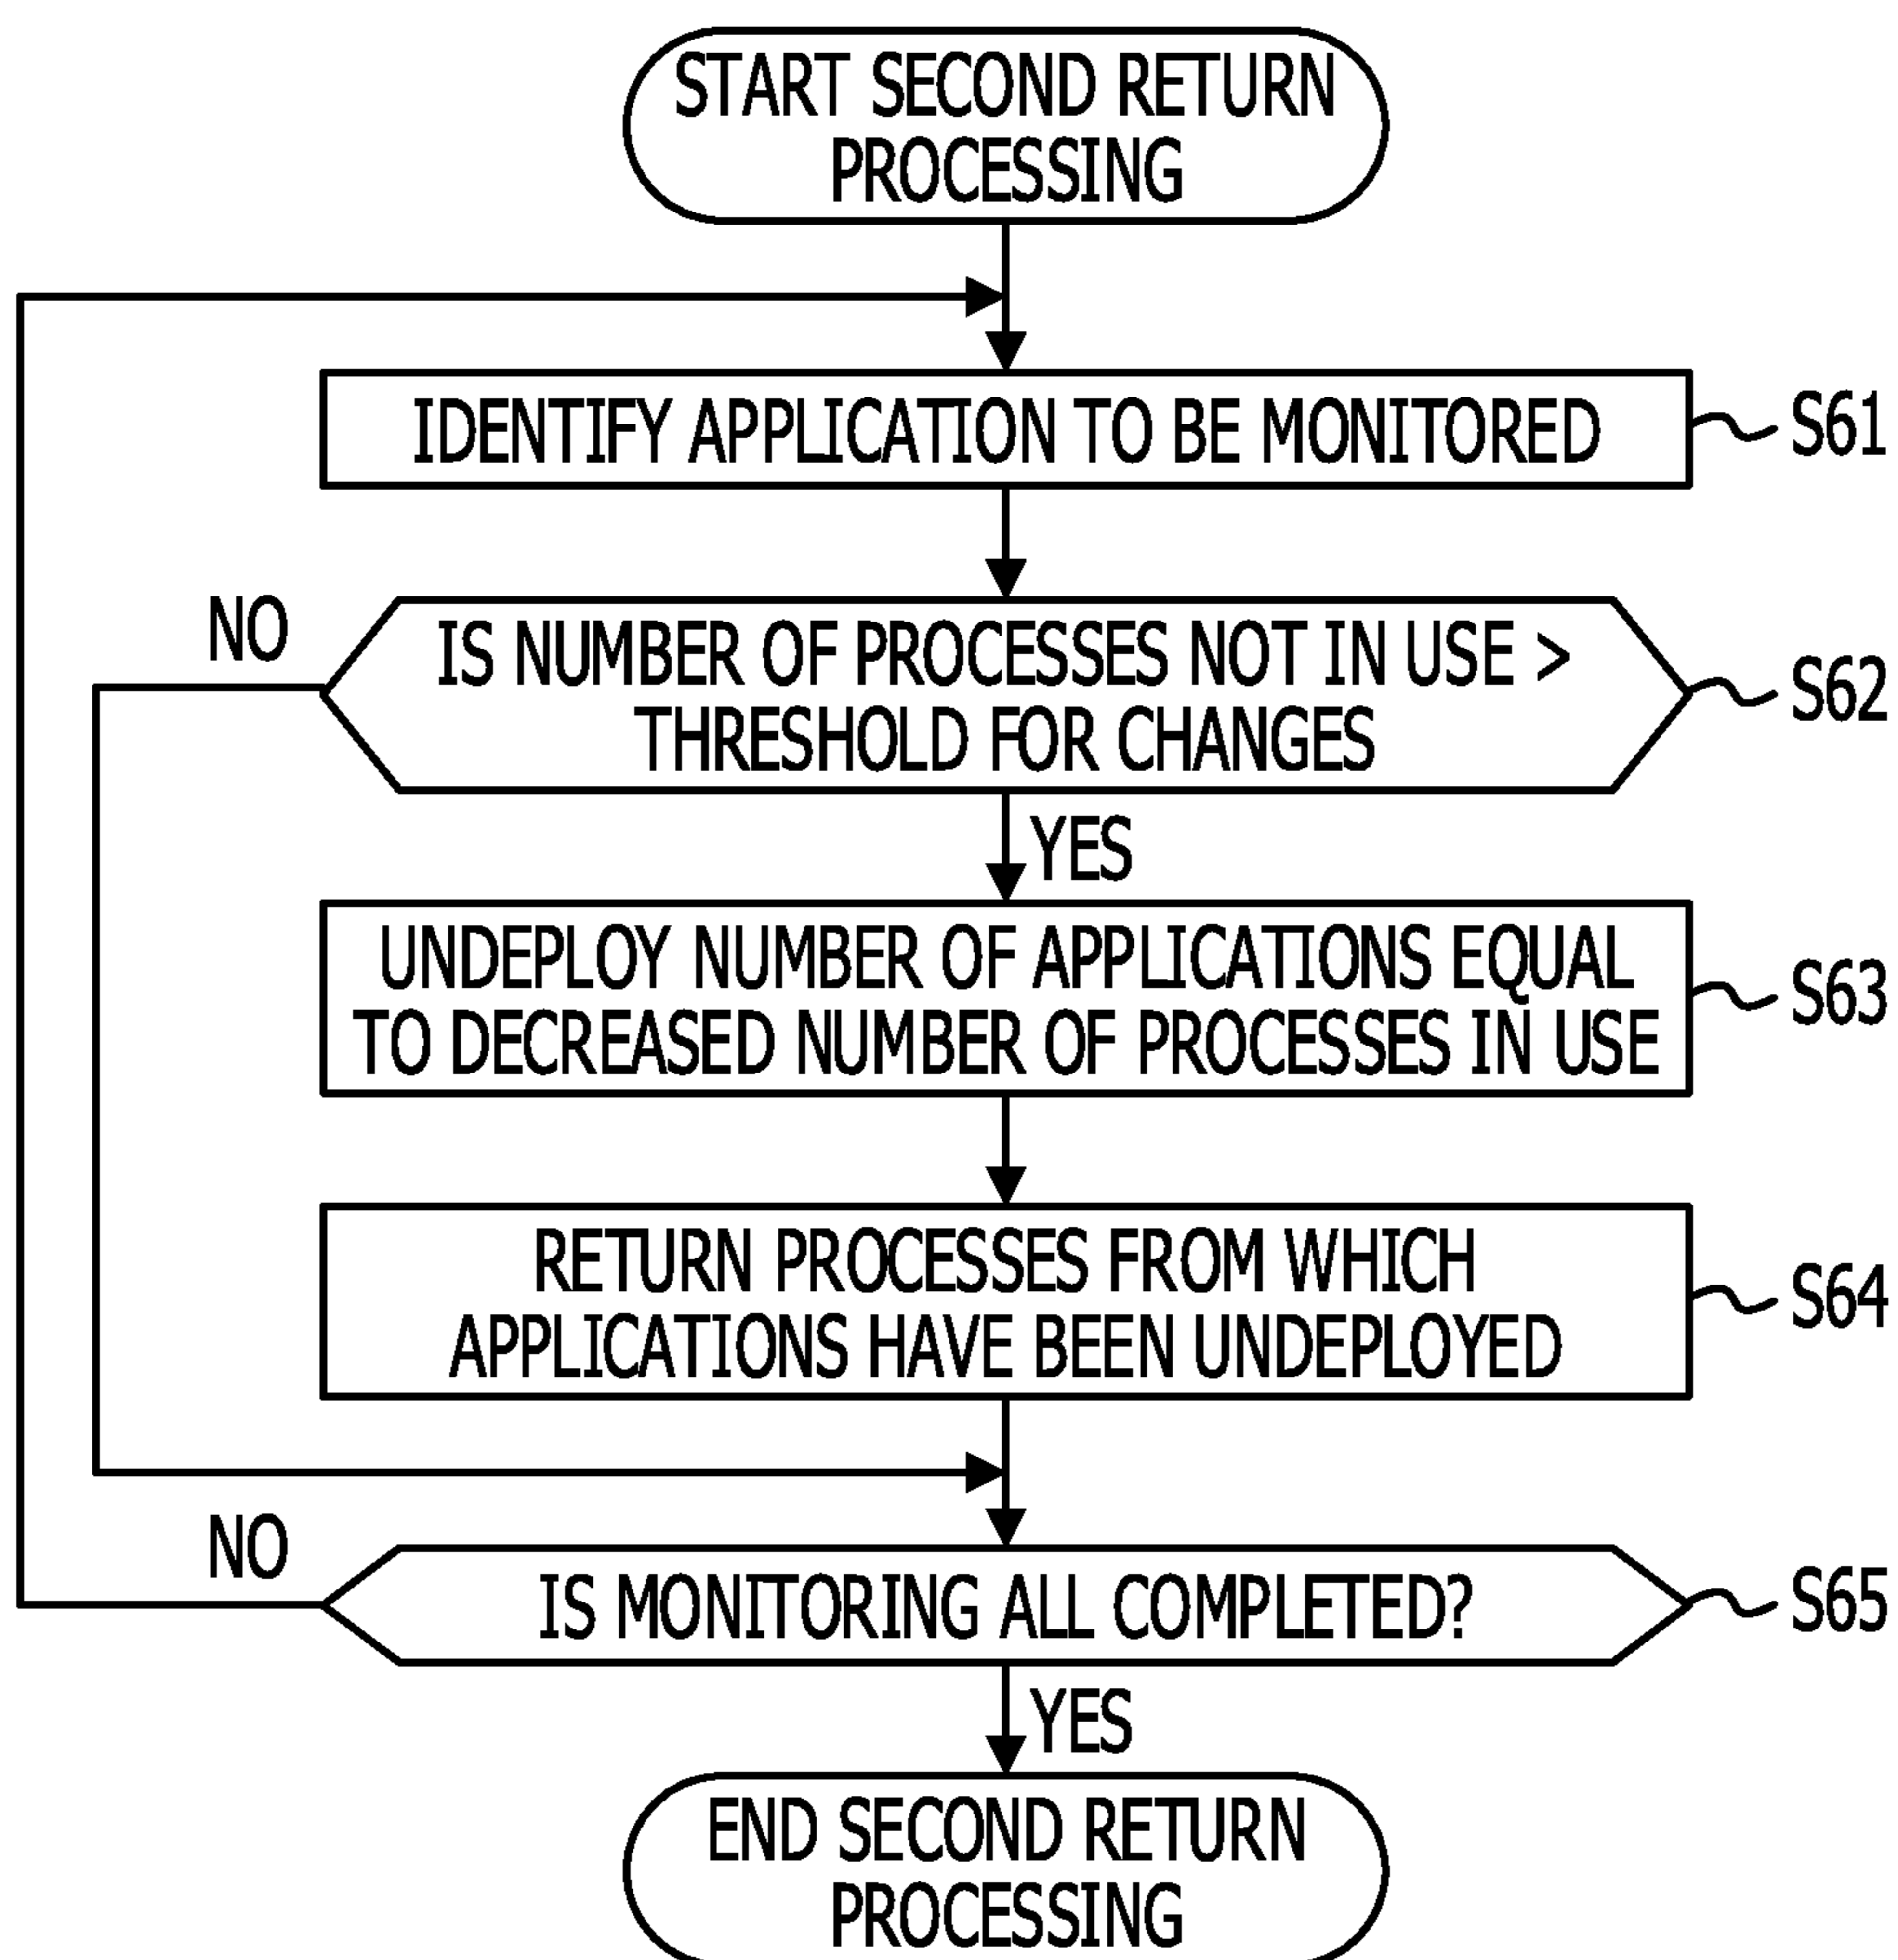 START SECOND RETURN
PROCESSING
IDENTIFY APPLICATION TO BE MONITORED
S61
NO
IS NUMBER OF PROCESSES NOT IN USE >
THRESHOLD FOR CHANGES
S62
YES
UNDEPLOY NUMBER OF APPLICATIONS EQUAL
TO DECREASED NUMBER OF PROCESSES IN USE
S63
RETURN PROCESSES FROM WHICH
APPLICATIONS HAVE BEEN UNDEPLOYED
S64
NO
IS MONITORING ALL COMPLETED?
S65
YES
END SECOND RETURN
PROCESSING